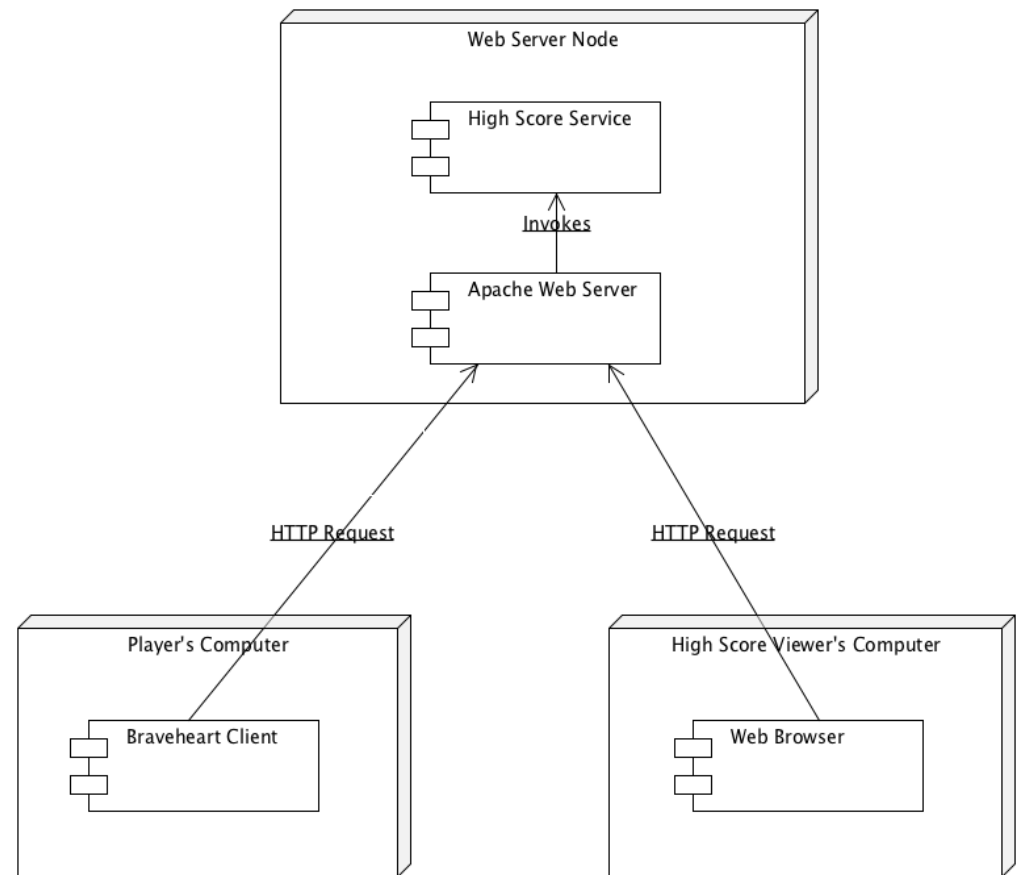 Web Server Node
High Score Service
Invokes
Apache Web Server
HTTP Request
HTTP Request
Player's Computer
High Score Viewer's Computer
Braveheart Client
Web Browser